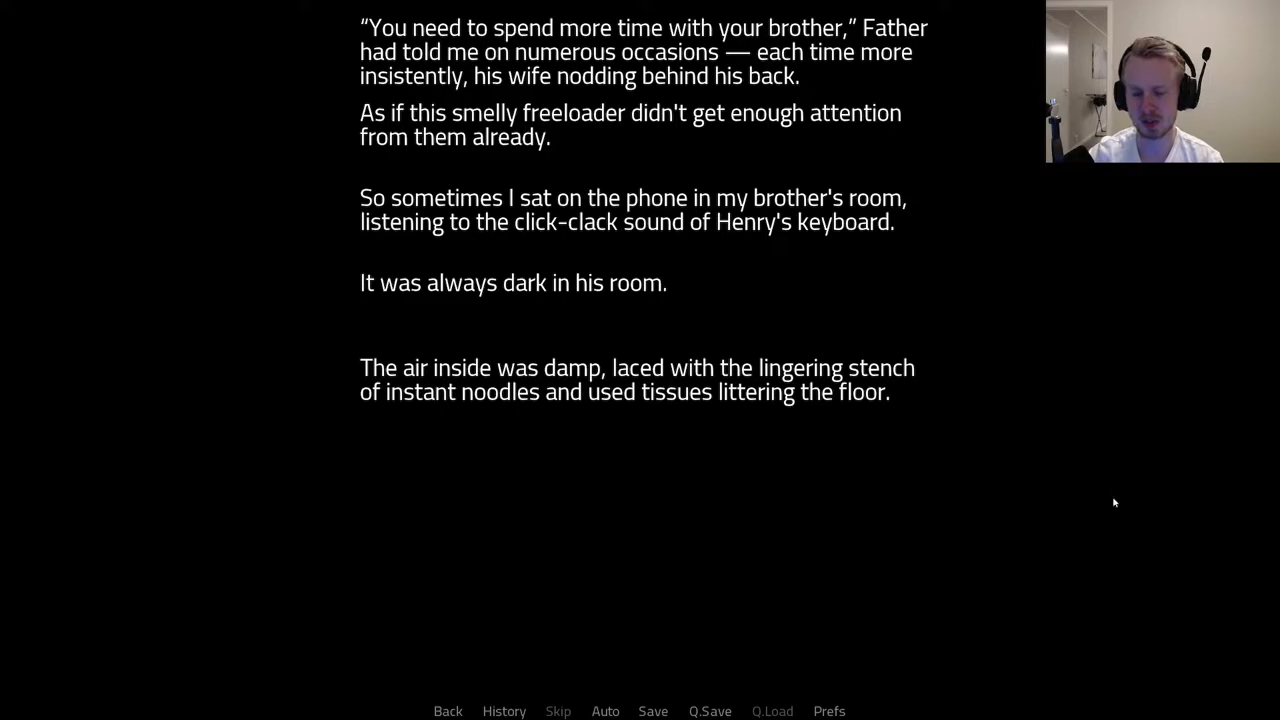 “You need to spend more time with your brother,” Father
had told me on numerous occasions — each time more
insistently, his wife nodding behind his back.
As if this smelly freeloader didn't get enough attention
from them already.
So sometimes I sat on the phone in my brother's room,
listening to the click-clack sound of Henry's keyboard.
It was always dark in his room.
The air inside was damp, laced with the lingering stench
of instant noodles and used tissues littering the floor.
Back History Skip Auto Save Q.Save Q.Load Prefs